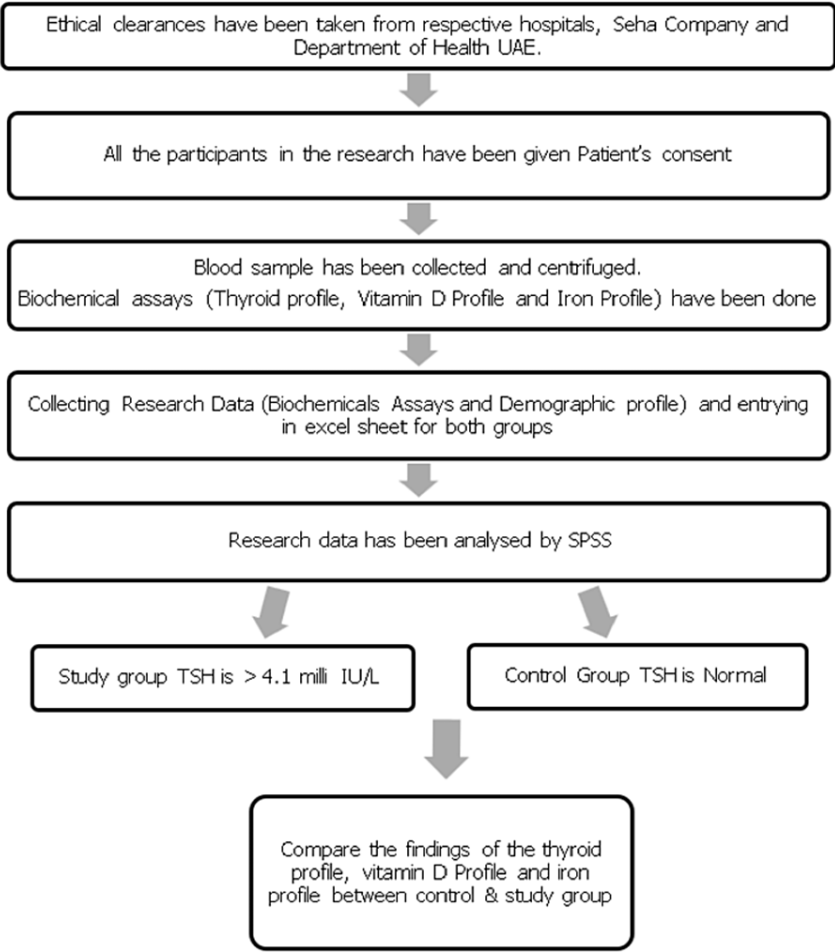 Ethical clearances have been taken from respective hospitals, Seha Company and
Department of Health UAE.
All the participants in the research have been given Patient's consent
Blood sample has been collected and centrifuged.
Biochemical assays (Thyroid profile, Vitamin D Profile and Iron Profile) have been done
Collecting Research Data (Biochemicals Assays and Demographic profile) and entrying
in excel sheet for both groups
Research data has been analysed by SPSS
Study group TSH is > 4.1 milli IU/L
Control Group TSH is Normal
Compare the findings of the thyroid
profile, vitamin D Profile and iron
profile between control & study group